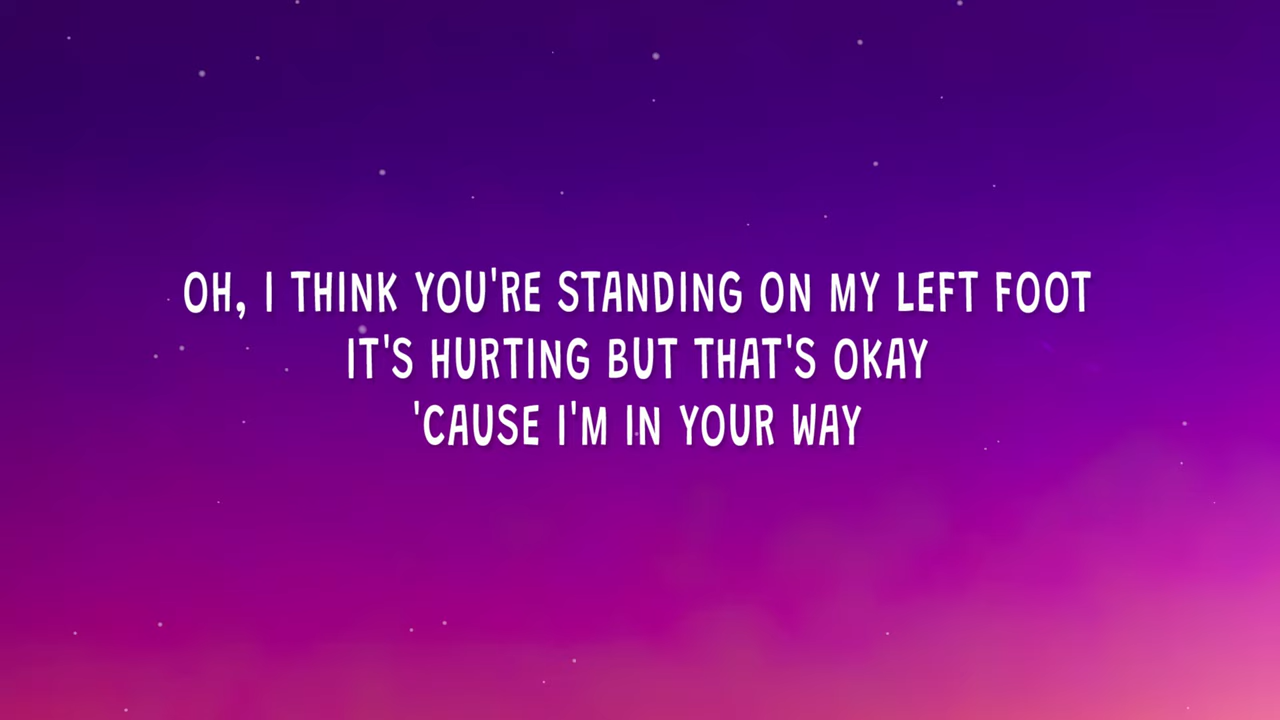 OH, I THINK YOU'RE STANDING ON MY LEFT FOOT
IT'S HURTING BUT THAT'S OKAY
'CAUSE I'M IN YOUR WAY